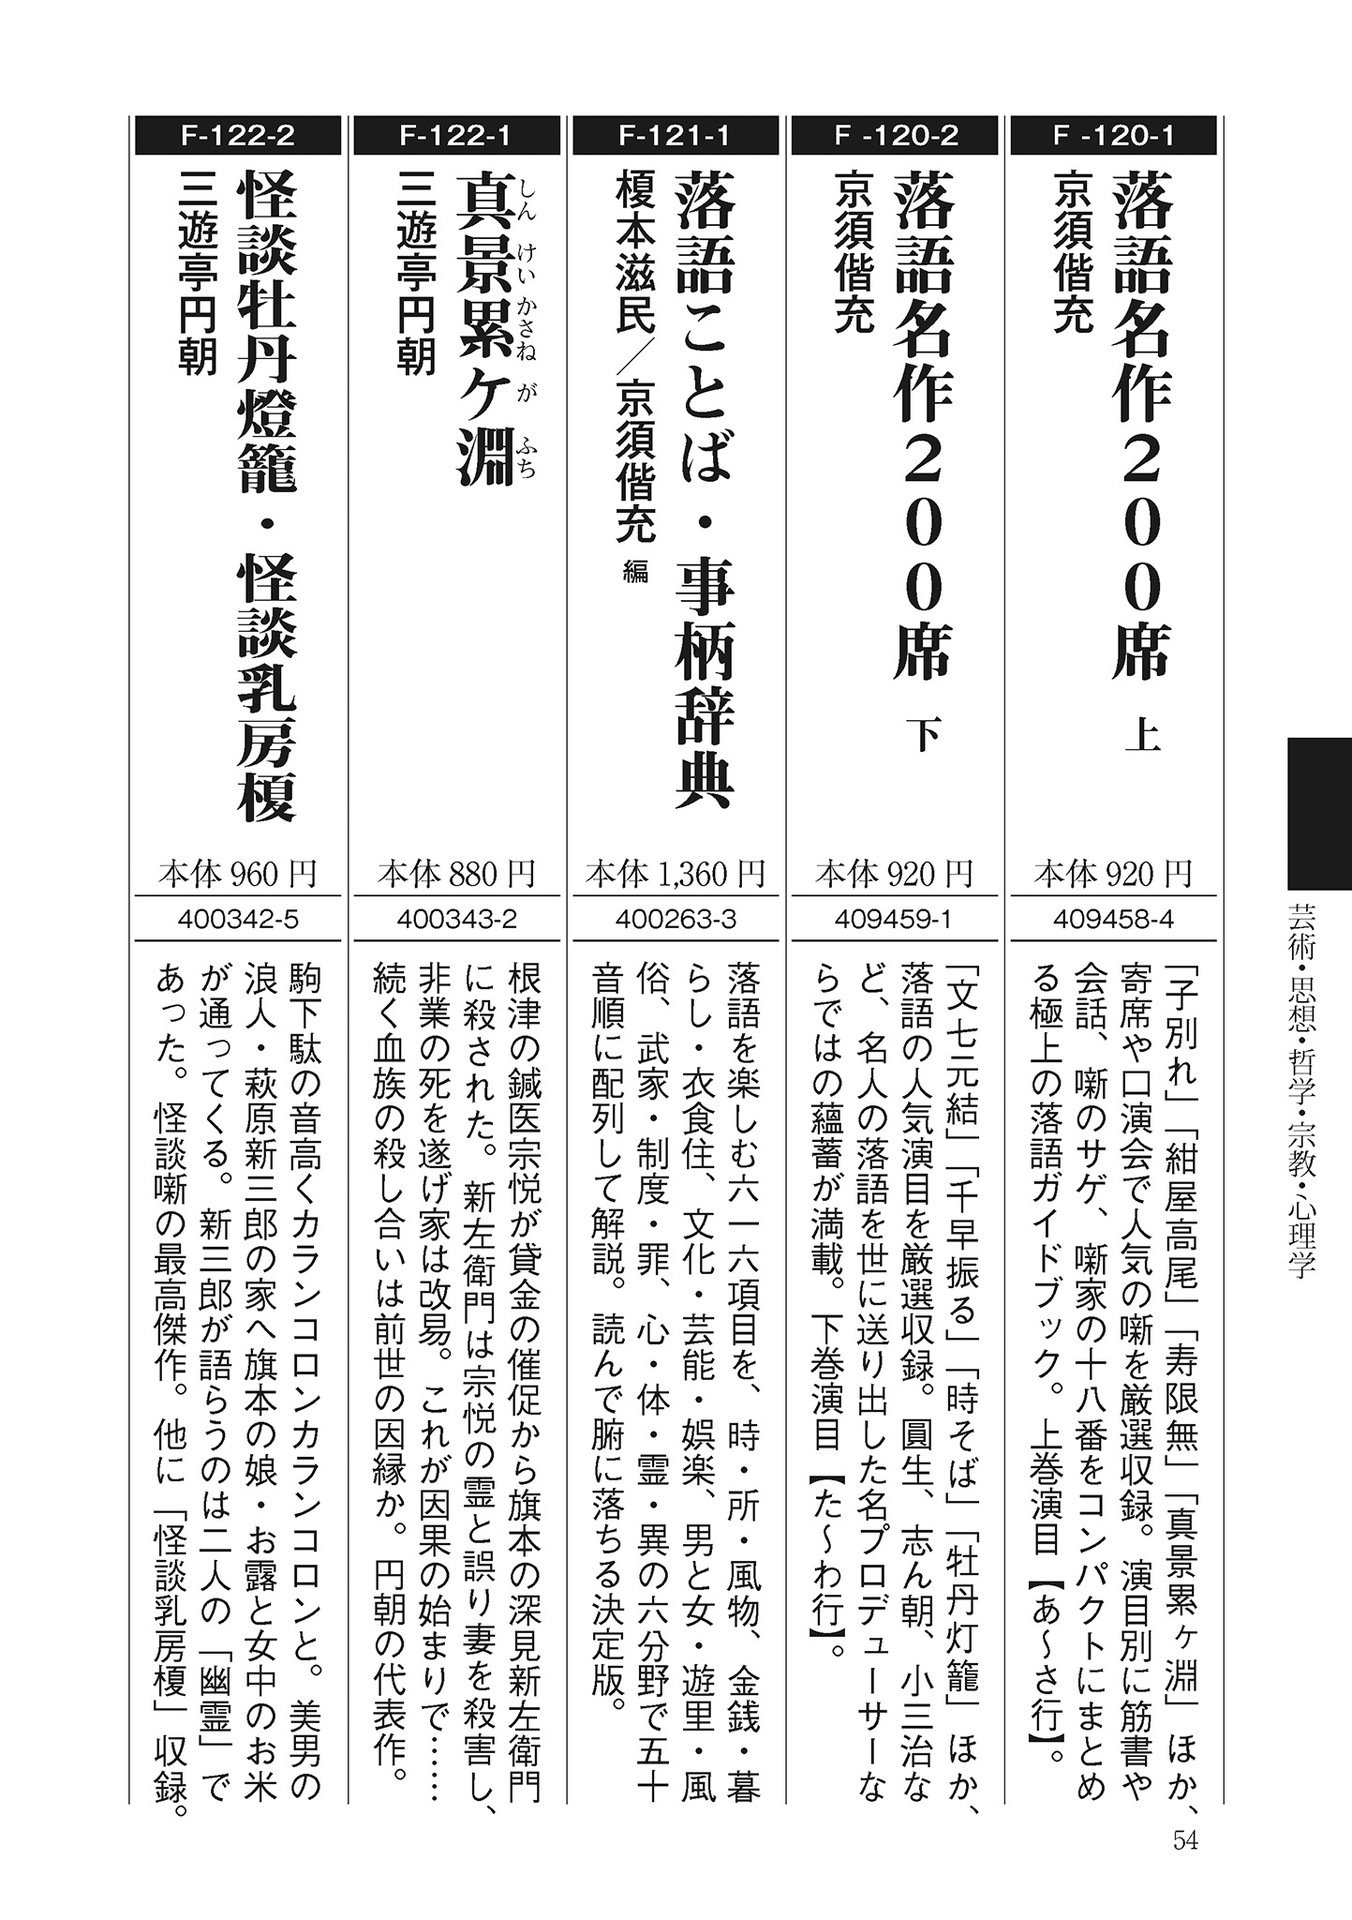 F-120-1
落語名作200席 上
京須偕充
本体920円
409458-4
「子別れ」「紺屋高尾」「寿限無」「真景累ヶ淵」ほか、
寄席や口演会で人気の噺を厳選収録。演目別に筋書や
会話、噺のサゲ、噺家の十八番をコンパクトにまとめ
る極上の落語ガイドブック。上巻演目【あ〜さ行】。
F-120-2
落語名作200席 下
京須偕充
本体920円
409459-1
「文七元結」「千早振る」「時そば」「牡丹灯籠」ほか、
落語の人気演目を厳選収録。圓生、志ん朝、小三治な
ど、名人の落語を世に送り出した名プロデューサーな
らではの蘊蓄が満載。下巻演目【た〜わ行】。
F-121-1
落語ことば・事柄辞典
榎本滋民／京須偕充 編
本体1,360円
400263-3
落語を楽しむ六一六項目を、時・所・風物、金銭・暮
らし・衣食住、文化・芸能・娯楽、男と女・遊里・風
俗、武家・制度・罪、心・体・霊・異の六分野で五十
音順に配列して解説。読んで腑に落ちる決定版。
F-122-1
真景累ケ淵
しん けい かさね が ふち
三遊亭円朝
本体880円
400343-2
根津の鍼医宗悦が貸金の催促から旗本の深見新左衛門
に殺された。新左衛門は宗悦の霊と誤り妻を殺害し、
非業の死を遂げ家は改易。これが因果の始まりで……
続く血族の殺し合いは前世の因縁か。円朝の代表作。
F-122-2
怪談牡丹燈籠・怪談乳房榎
三遊亭円朝
本体960円
400342-5
駒下駄の音高くカランコロンカランコロンと。美男の
浪人・萩原新三郎の家へ旗本の娘・お露と女中のお米
が通ってくる。新三郎が語らうのは二人の「幽霊」で
あった。怪談噺の最高傑作。他に「怪談乳房榎」収録。
芸術・思想・哲学・宗教・心理学
54